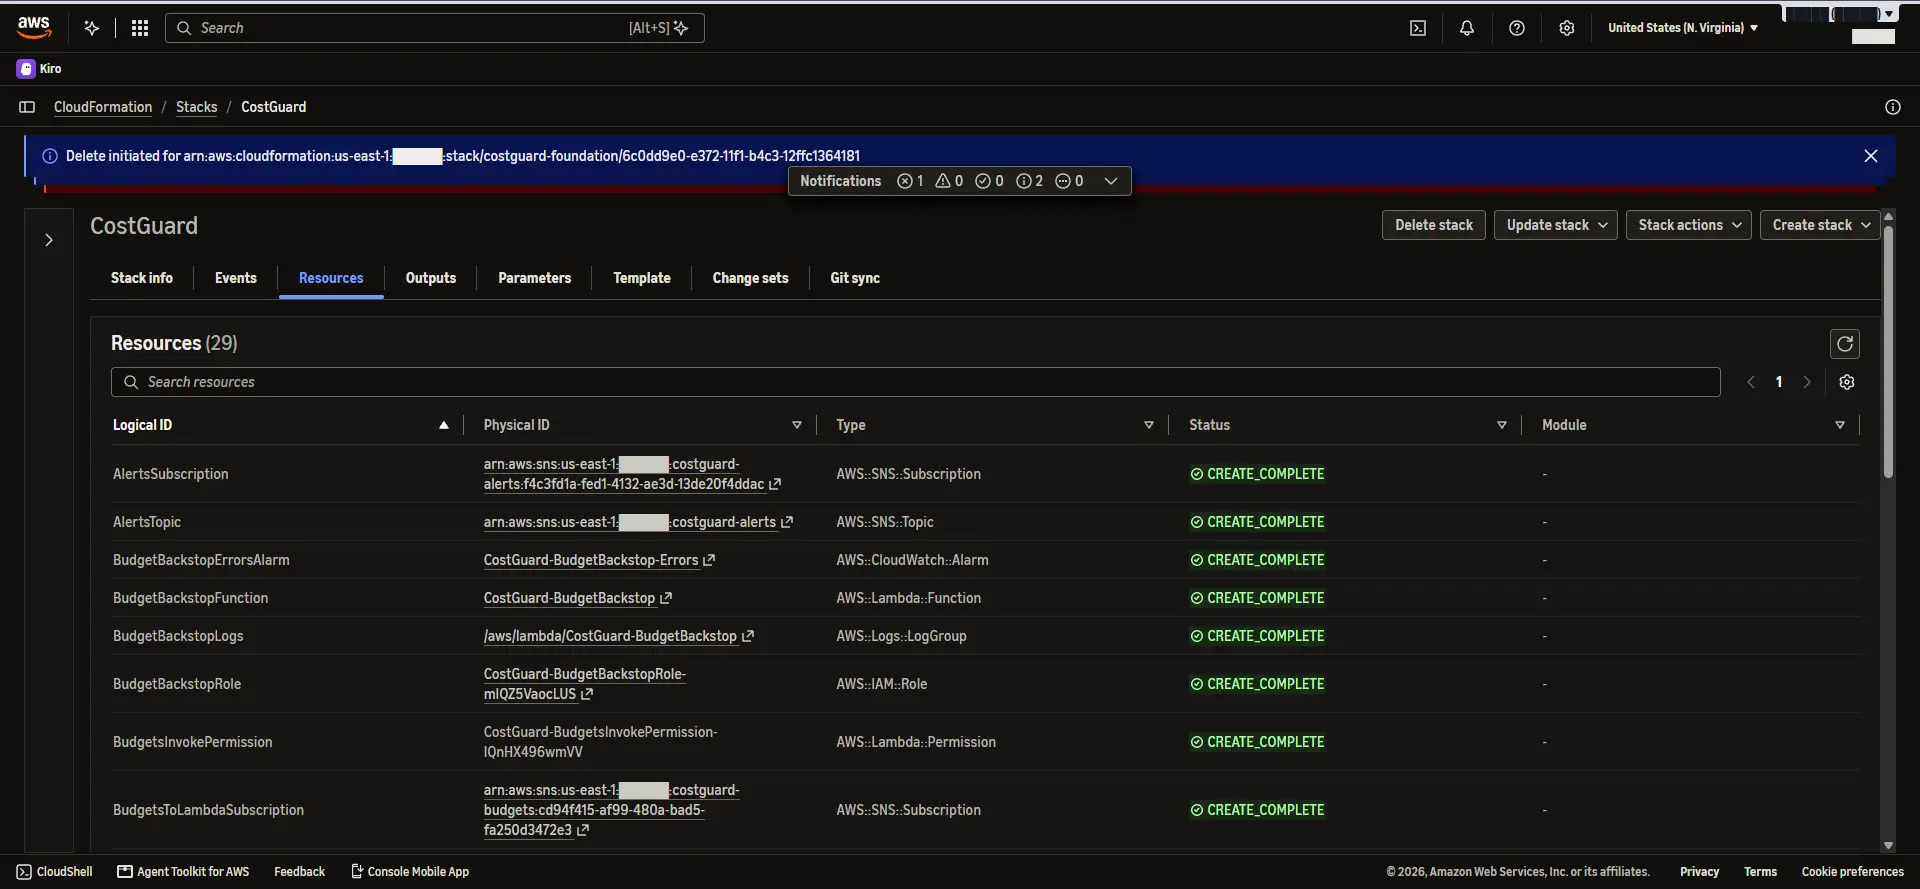 aws
Search [Alt+S]
United States (N. Virginia)
Kiro
CloudFormation / Stacks / CostGuard
Delete initiated for arn:aws:cloudformation:us-east-1: :stack/costguard-foundation/6c0dd9e0-e372-11f1-b4c3-12ffc1364181
Notifications 1 0 0 2 0
CostGuard
Delete stack Update stack Stack actions Create stack
Stack info Events Resources Outputs Parameters Template Change sets Git sync
Resources (29)
Search resources
1
Logical ID Physical ID Type Status Module
AlertsSubscription arn:aws:sns:us-east-1: :costguard-alerts:f4c3fd1a-fed1-4132-ae3d-13de20f4ddac AWS::SNS::Subscription CREATE_COMPLETE -
AlertsTopic arn:aws:sns:us-east-1: :costguard-alerts AWS::SNS::Topic CREATE_COMPLETE -
BudgetBackstopErrorsAlarm CostGuard-BudgetBackstop-Errors AWS::CloudWatch::Alarm CREATE_COMPLETE -
BudgetBackstopFunction CostGuard-BudgetBackstop AWS::Lambda::Function CREATE_COMPLETE -
BudgetBackstopLogs /aws/lambda/CostGuard-BudgetBackstop AWS::Logs::LogGroup CREATE_COMPLETE -
BudgetBackstopRole CostGuard-BudgetBackstopRole-mIQZ5VaocLUS AWS::IAM::Role CREATE_COMPLETE -
BudgetsInvokePermission CostGuard-BudgetsInvokePermission-IQnHX496wmVV AWS::Lambda::Permission CREATE_COMPLETE -
BudgetsToLambdaSubscription arn:aws:sns:us-east-1: :costguard-budgets:cd94f415-af99-480a-bad5-fa250d3472e3 AWS::SNS::Subscription CREATE_COMPLETE -
CloudShell Agent Toolkit for AWS Feedback Console Mobile App © 2026, Amazon Web Services, Inc. or its affiliates. Privacy Terms Cookie preferences